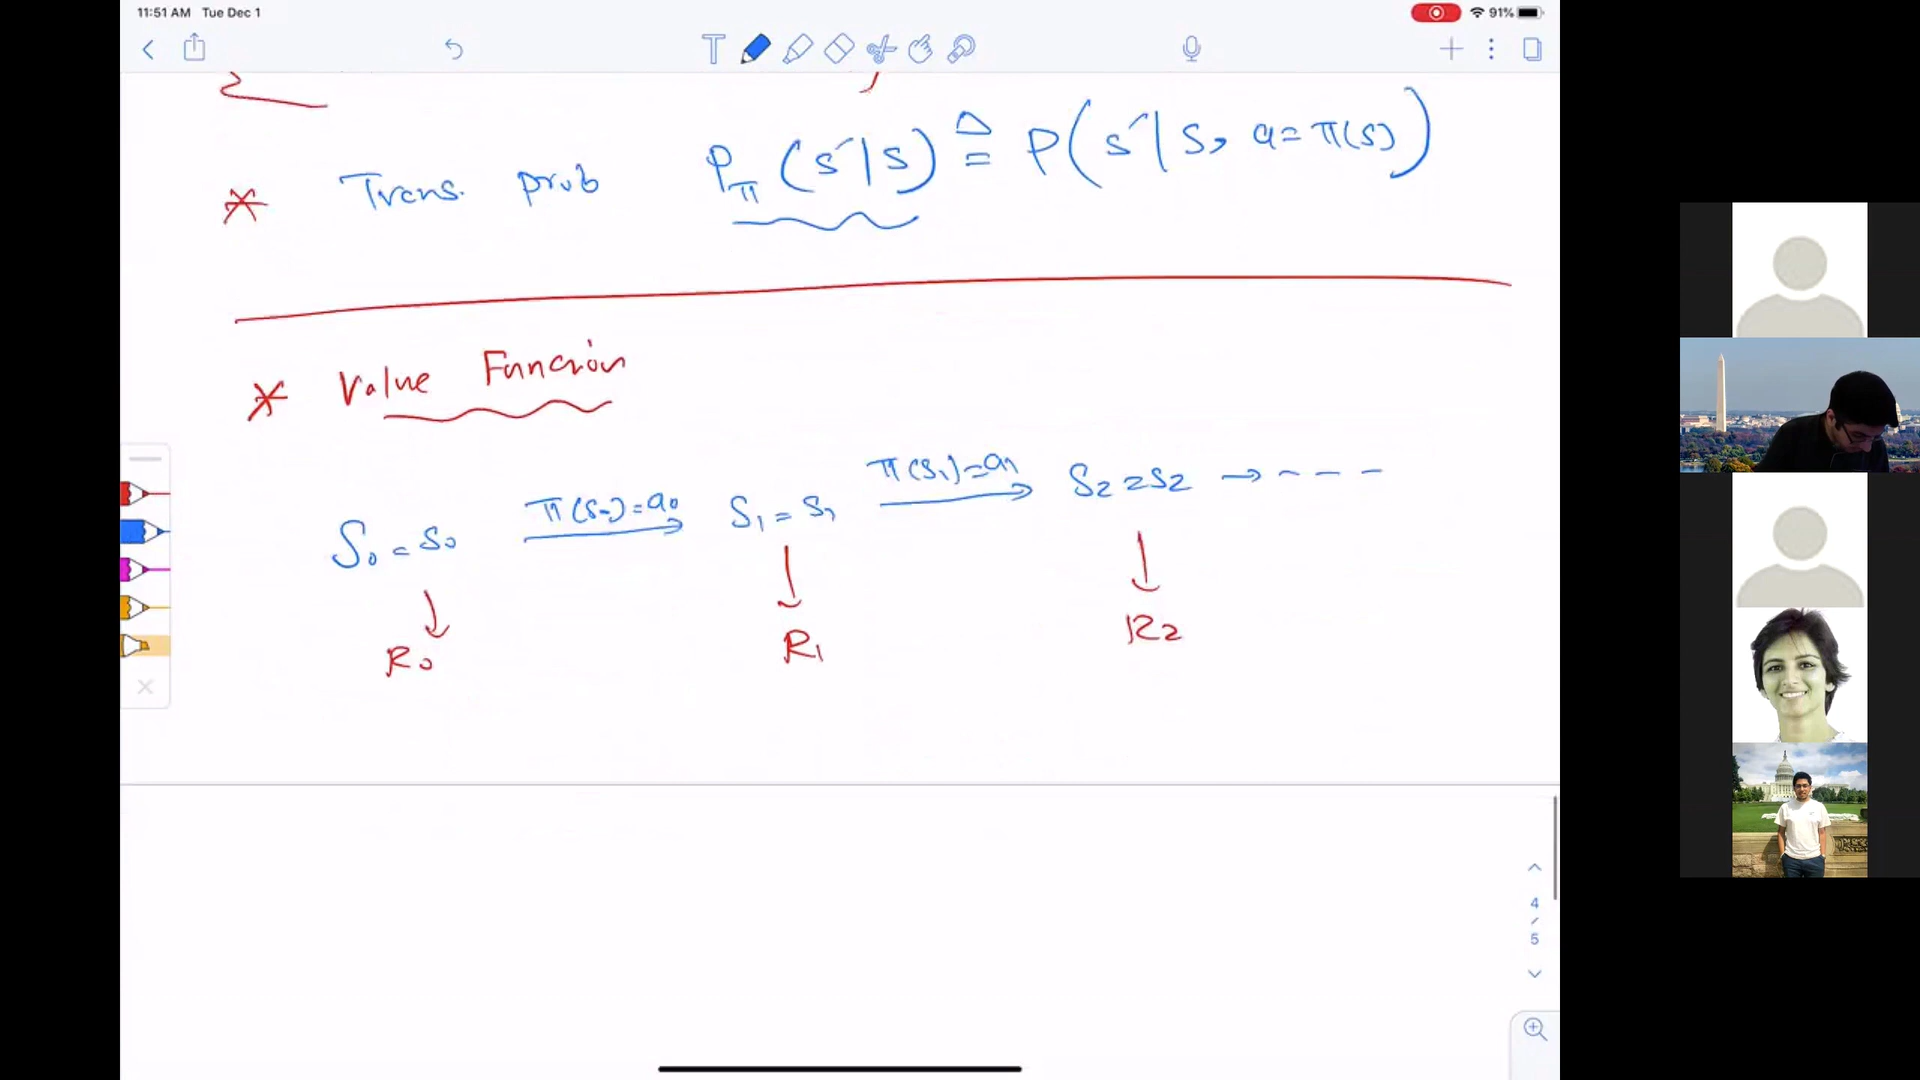 11:51 AM Tue Dec 1
91%
* Trans. prob P_π (s′|s) ≜ P(s′|s, a=π(s))
* Value Function
S₀ = s₀ π(s₀)=a₀ S₁ = s₁ π(s₁)=a₁ S₂ = s₂ → - - -
R₀ R₁ R₂
4
5